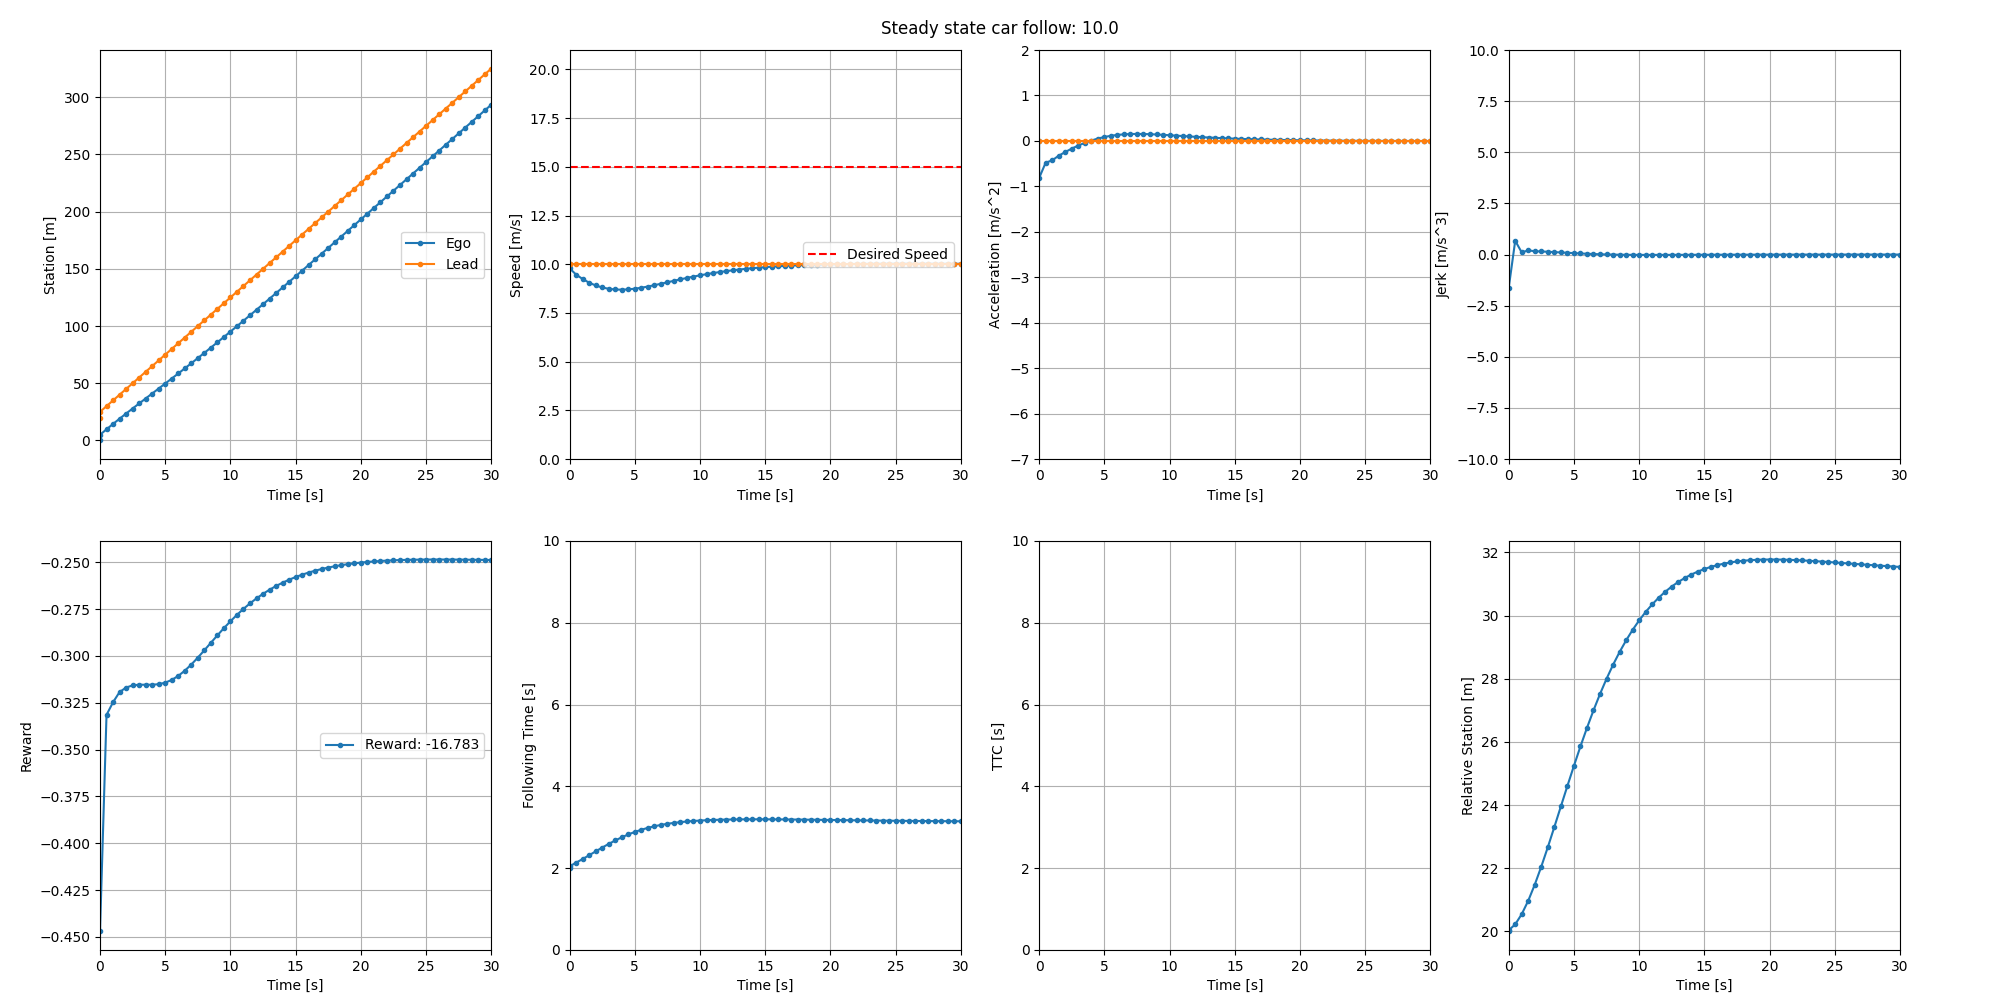 Steady state car follow: 10.0
Station [m]
300
250
200
150
100
50
0
0 5 10 15 20 25 30
Time [s]
Ego
Lead
Speed [m/s]
20.0
17.5
15.0
12.5
10.0
7.5
5.0
2.5
0.0
0 5 10 15 20 25 30
Time [s]
Desired Speed
Acceleration [m/s^2]
2
1
0
−1
−2
−3
−4
−5
−6
−7
0 5 10 15 20 25 30
Time [s]
Jerk [m/s^3]
10.0
7.5
5.0
2.5
0.0
−2.5
−5.0
−7.5
−10.0
0 5 10 15 20 25 30
Time [s]
Reward
−0.250
−0.275
−0.300
−0.325
−0.350
−0.375
−0.400
−0.425
−0.450
0 5 10 15 20 25 30
Time [s]
Reward: -16.783
Following Time [s]
10
8
6
4
2
0
0 5 10 15 20 25 30
Time [s]
TTC [s]
10
8
6
4
2
0
0 5 10 15 20 25 30
Time [s]
Relative Station [m]
32
30
28
26
24
22
20
0 5 10 15 20 25 30
Time [s]